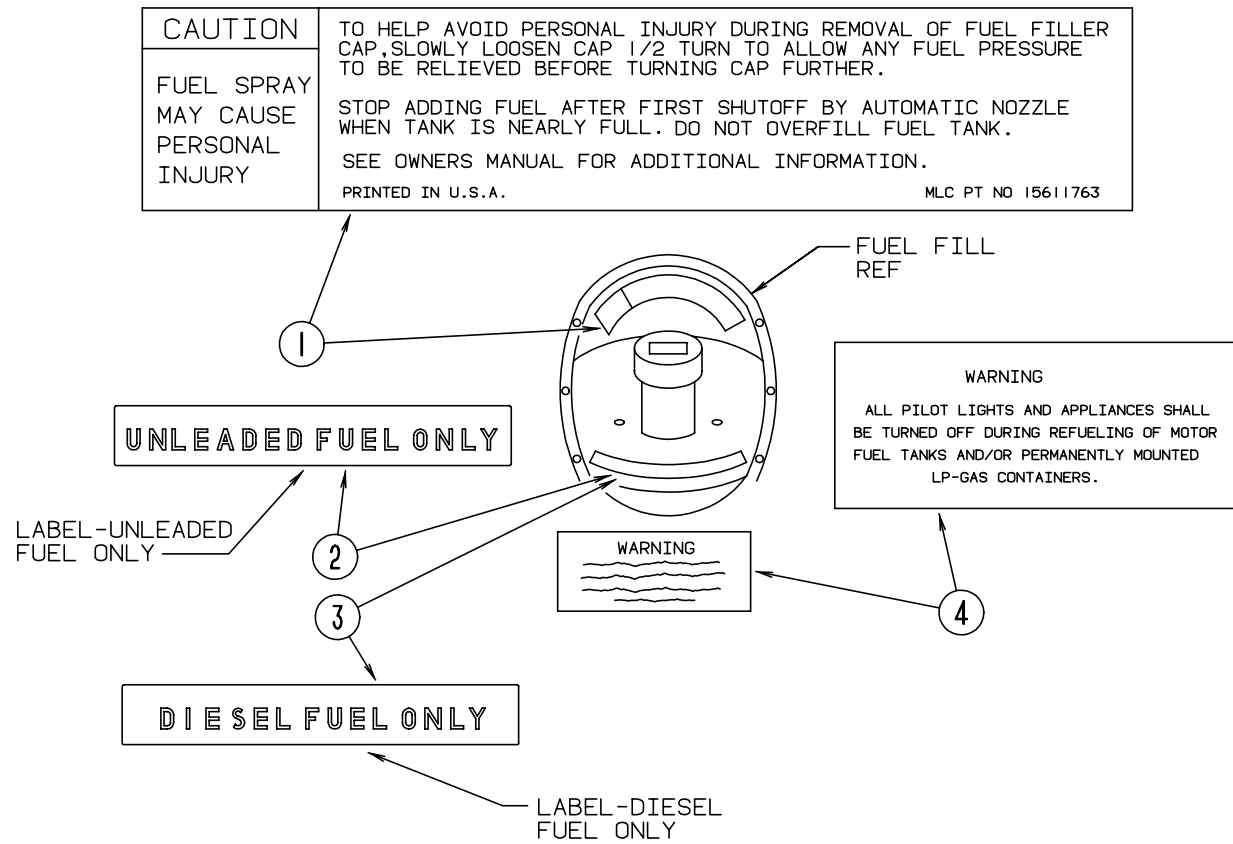 CAUTION
FUEL SPRAY
MAY CAUSE
PERSONAL
INJURY
TO HELP AVOID PERSONAL INJURY DURING REMOVAL OF FUEL FILLER
CAP,SLOWLY LOOSEN CAP 1/2 TURN TO ALLOW ANY FUEL PRESSURE
TO BE RELIEVED BEFORE TURNING CAP FURTHER.
STOP ADDING FUEL AFTER FIRST SHUTOFF BY AUTOMATIC NOZZLE
WHEN TANK IS NEARLY FULL. DO NOT OVERFILL FUEL TANK.
SEE OWNERS MANUAL FOR ADDITIONAL INFORMATION.
PRINTED IN U.S.A. MLC PT NO 15611763
FUEL FILL
REF
1
WARNING
ALL PILOT LIGHTS AND APPLIANCES SHALL
BE TURNED OFF DURING REFUELING OF MOTOR
FUEL TANKS AND/OR PERMANENTLY MOUNTED
LP-GAS CONTAINERS.
UNLEADED FUEL ONLY
LABEL-UNLEADED
FUEL ONLY
2
WARNING
3
4
DIESEL FUEL ONLY
LABEL-DIESEL
FUEL ONLY